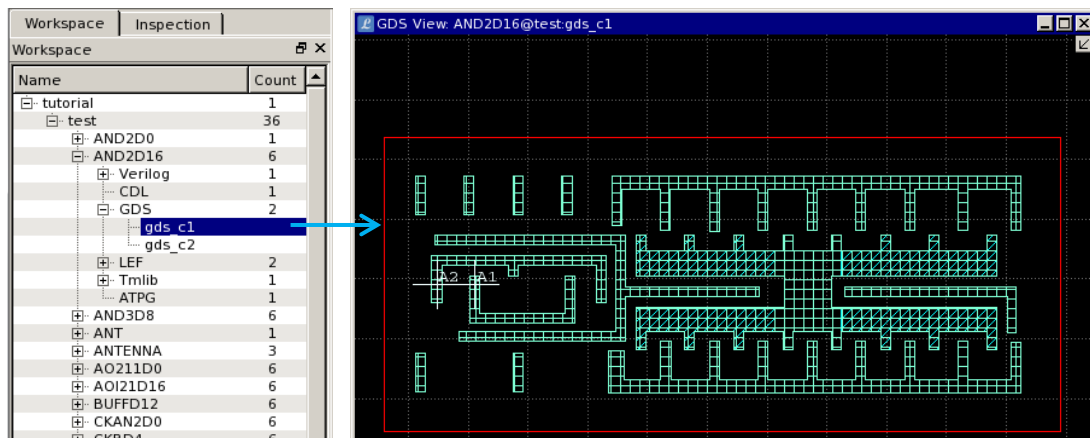 Workspace Inspection
Workspace
Name Count
tutorial 1
test 36
AND2D0 1
AND2D16 6
Verilog 1
CDL 1
GDS 2
gds_c1
gds_c2
LEF 2
Tmlib 1
ATPG 1
AND3D8 6
ANT 1
ANTENNA 3
AO211D0 6
AOI21D16 6
BUFFD12 6
CKAN2D0 6
CKBD4 6
GDS View: AND2D16@test:gds_c1
A2 A1